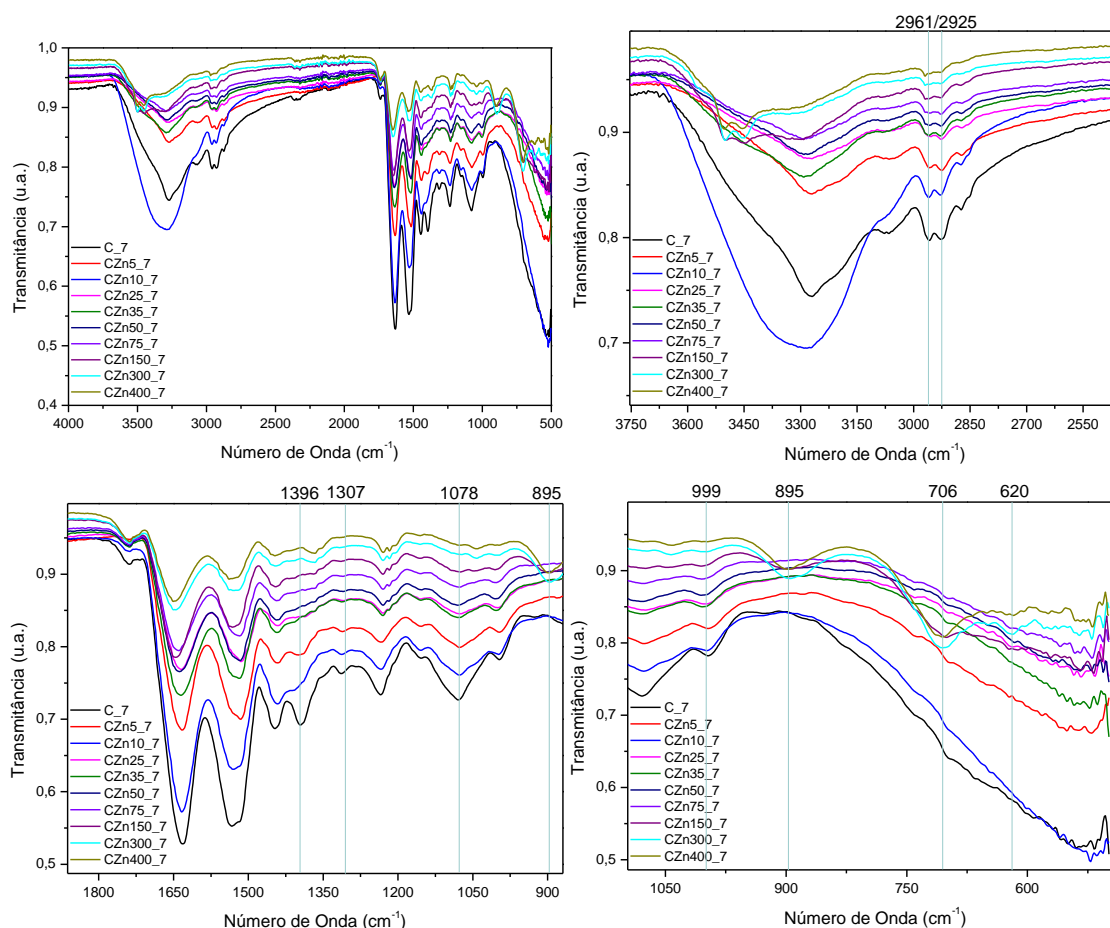 1,0
0,9
0,8
0,7
0,6
0,5
0,4
Transmitância (u.a.)
C_7
CZn5_7
CZn10_7
CZn25_7
CZn35_7
CZn50_7
CZn75_7
CZn150_7
CZn300_7
CZn400_7
4000 3500 3000 2500 2000 1500 1000 500
Número de Onda (cm⁻¹)
2961/2925
0,9
0,8
0,7
Transmitância (u.a.)
C_7
CZn5_7
CZn10_7
CZn25_7
CZn35_7
CZn50_7
CZn75_7
CZn150_7
CZn300_7
CZn400_7
3750 3600 3450 3300 3150 3000 2850 2700 2550
Número de Onda (cm⁻¹)
1396 1307 1078 895
0,9
0,8
0,7
0,6
0,5
Transmitância (u.a.)
C_7
CZn5_7
CZn10_7
CZn25_7
CZn35_7
CZn50_7
CZn75_7
CZn150_7
CZn300_7
CZn400_7
1800 1650 1500 1350 1200 1050 900
Número de Onda (cm⁻¹)
999 895 706 620
0,9
0,8
0,7
0,6
0,5
Transmitância (u.a.)
C_7
CZn5_7
CZn10_7
CZn25_7
CZn35_7
CZn50_7
CZn75_7
CZn150_7
CZn300_7
CZn400_7
1050 900 750 600
Número de Onda (cm⁻¹)